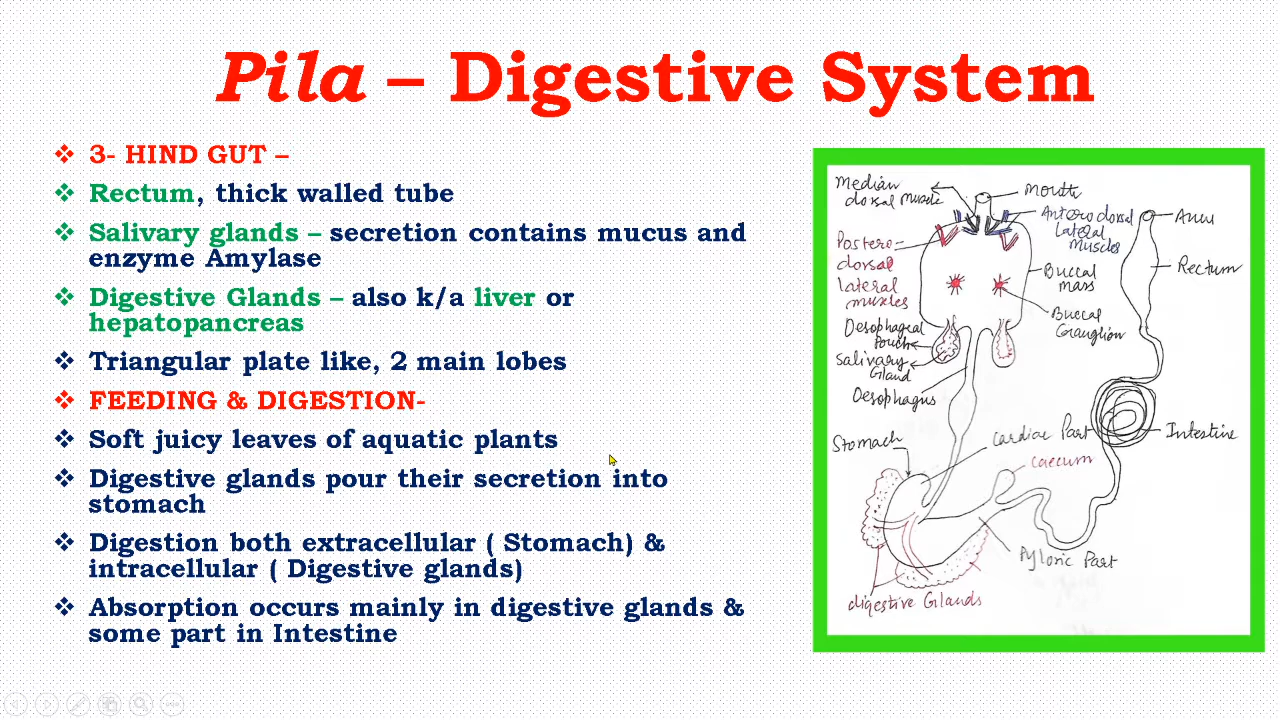 Pila – Digestive System
❖ 3- HIND GUT –
❖ Rectum, thick walled tube
❖ Salivary glands – secretion contains mucus and
enzyme Amylase
❖ Digestive Glands – also k/a liver or
hepatopancreas
❖ Triangular plate like, 2 main lobes
❖ FEEDING & DIGESTION-
❖ Soft juicy leaves of aquatic plants
❖ Digestive glands pour their secretion into
stomach
❖ Digestion both extracellular ( Stomach) &
intracellular ( Digestive glands)
❖ Absorption occurs mainly in digestive glands &
some part in Intestine
Median
dorsal Muscle
Mouth
Antero dorsal
lateral
Muscles
Anus
Postero-
dorsal
lateral
muscles
Rectum
Buccal
mass
Buccal
Ganglion
Oesophageal
Pouch
Salivary
Gland
Oesophagus
Stomach
Cardiac Part
Intestine
Caecum
Pyloric Part
digestive Glands